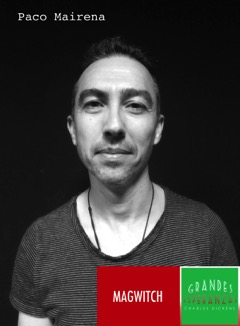 Paco Mairena
MAGWITCH
GRANDES
ESPERANZAS
CHARLES DICKENS